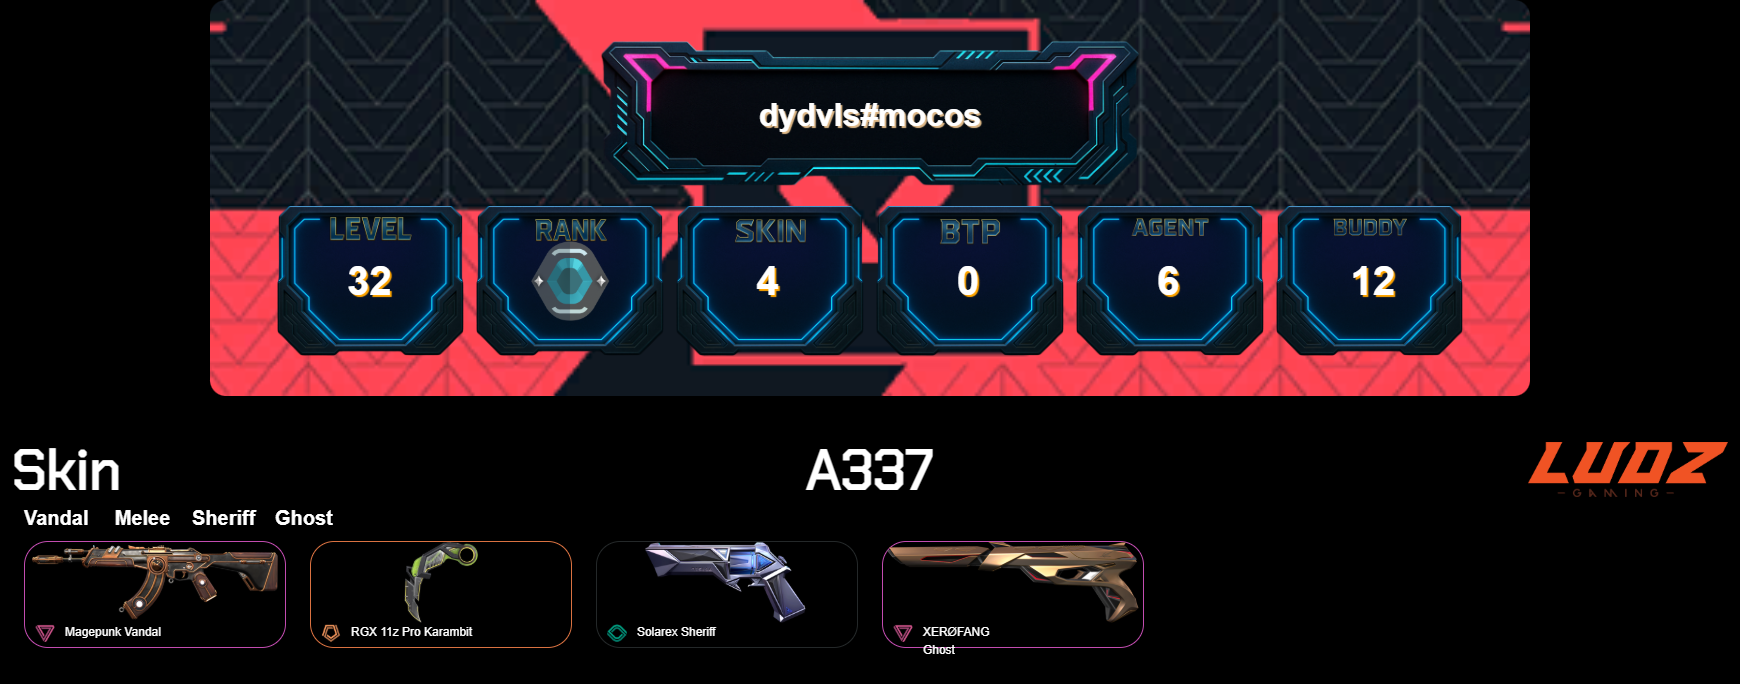 dydvls#mocos
LEVEL RANK SKIN BTP AGENT BUDDY
32 4 0 6 12
Skin A337 LUDZ
-GAMING-
Vandal Melee Sheriff Ghost
Magepunk Vandal RGX 11z Pro Karambit Solarex Sheriff XERØFANG
Ghost